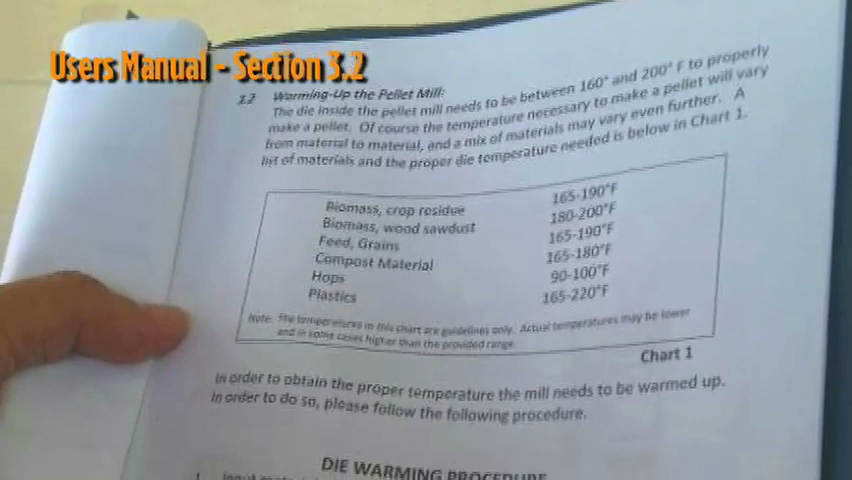 Users Manual - Section 3.2
3.2 Warming-Up the Pellet Mill:
The die inside the pellet mill needs to be between 160° and 200° F to properly
make a pellet. Of course the temperature necessary to make a pellet will vary
from material to material, and a mix of materials may vary even further. A
list of materials and the proper die temperature needed is below in Chart 1.
Biomass, crop residue 165-190°F
Biomass, wood sawdust 180-200°F
Feed, Grains 165-190°F
Compost Material 165-180°F
Hops 90-100°F
Plastics 165-220°F
Note: The temperatures in this chart are guidelines only. Actual temperatures may be lower
and in some cases higher than the provided range.
Chart 1
In order to obtain the proper temperature the mill needs to be warmed up.
In order to do so, please follow the following procedure.
DIE WARMING PROCEDURE
1. Input